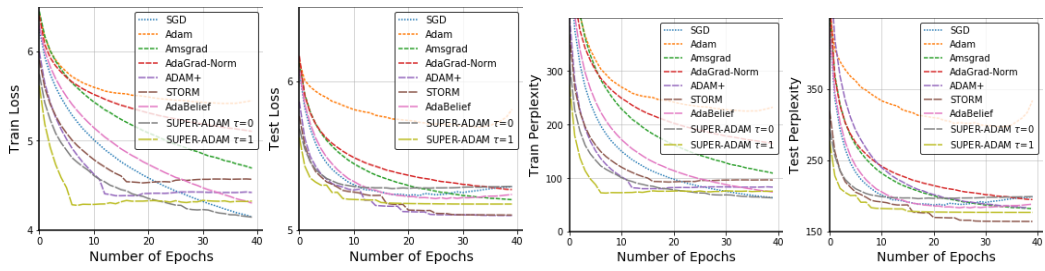 Train Loss
6
5
4
0
10
20
30
40
Number of Epochs
SGD
Adam
Amsgrad
AdaGrad-Norm
ADAM+
STORM
AdaBelief
SUPER-ADAM τ=0
SUPER-ADAM τ=1
Test Loss
6
5
0
10
20
30
40
Number of Epochs
SGD
Adam
Amsgrad
AdaGrad-Norm
ADAM+
STORM
AdaBelief
SUPER-ADAM τ=0
SUPER-ADAM τ=1
Train Perplexity
300
200
100
0
0
10
20
30
40
Number of Epochs
SGD
Adam
Amsgrad
AdaGrad-Norm
ADAM+
STORM
AdaBelief
SUPER-ADAM τ=0
SUPER-ADAM τ=1
Test Perplexity
350
250
150
0
10
20
30
40
Number of Epochs
SGD
Adam
Amsgrad
AdaGrad-Norm
ADAM+
STORM
AdaBelief
SUPER-ADAM τ=0
SUPER-ADAM τ=1